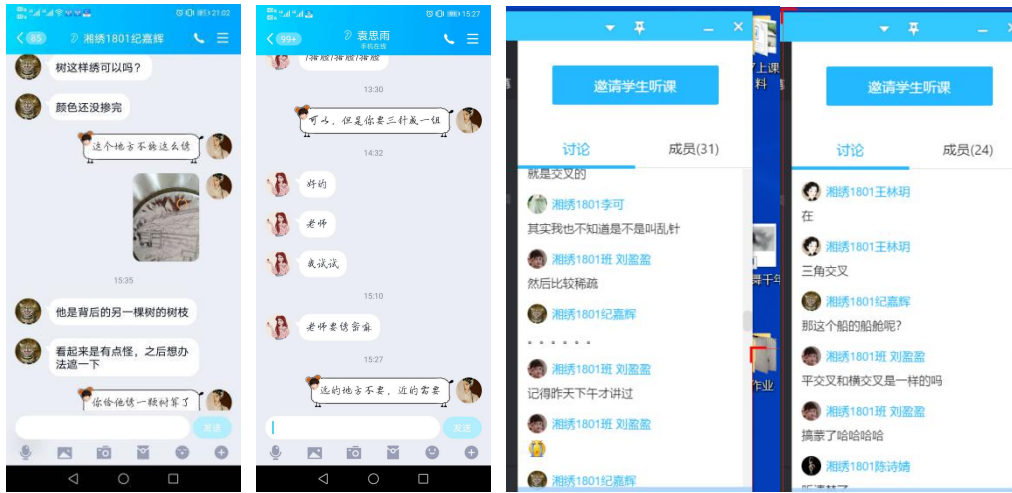 21:02
85
湘绣1801纪嘉辉
树这样绣可以吗?
颜色还没掺完
这个地方不能这么绣
15:35
他是背后的另一棵树的树枝
看起来是有点怪,之后想办
法遮一下
你给他绣一颗树算了
发送
15:27
99+
袁思雨
手机在线
13:30
可以,但是你要三针成一组
14:32
好的
老师
我试试
15:10
老师要绣密麻
15:27
远的地方不要,近的需要
发送
邀请学生听课
讨论
成员(31)
就是交叉的
湘绣1801李可
其实我也不知道是不是叫乱针
湘绣1801班 刘盈盈
然后比较稀疏
湘绣1801纪嘉辉
。。。。。。
湘绣1801班 刘盈盈
记得昨天下午才讲过
湘绣1801班 刘盈盈
湘绣1801纪嘉辉
上课
料
舞千年
作业
邀请学生听课
讨论
成员(24)
湘绣1801王林玥
在
湘绣1801王林玥
三角交叉
湘绣1801纪嘉辉
那这个船的船舱呢?
湘绣1801班 刘盈盈
平交叉和横交叉是一样的吗
湘绣1801班 刘盈盈
搞蒙了哈哈哈哈
湘绣1801陈诗婧